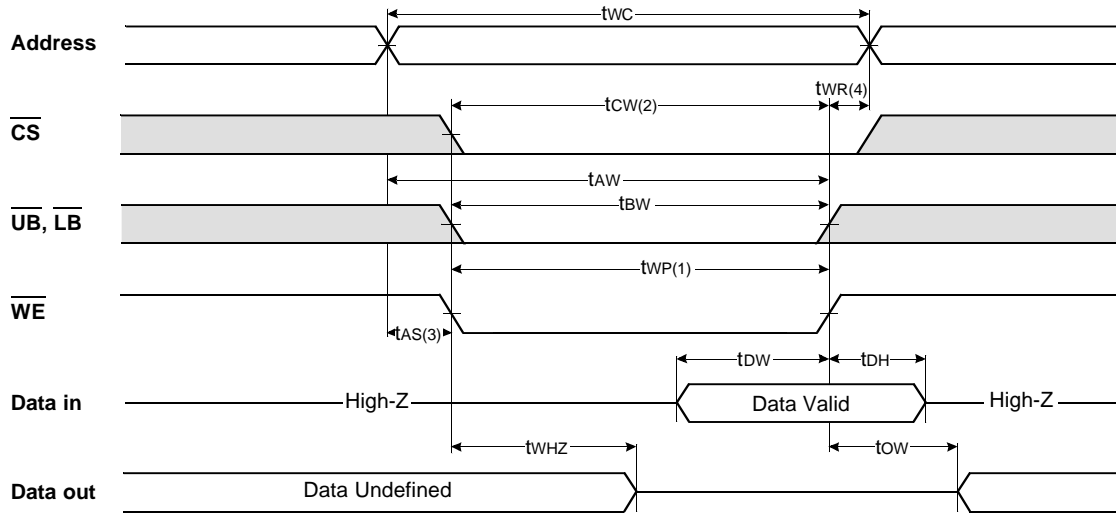 tWC
Address
tCW(2)
tWR(4)
CS
tAW
UB, LB
tBW
tWP(1)
WE
tAS(3)
tDW
tDH
Data in
High-Z
Data Valid
High-Z
tWHZ
tOW
Data out
Data Undefined